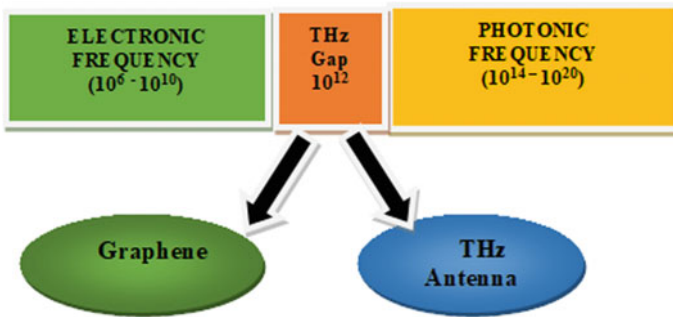 ELECTRONIC
FREQUENCY
(10⁶ - 10¹⁰)
THz
Gap
10¹²
PHOTONIC
FREQUENCY
(10¹⁴ – 10²⁰)
Graphene
THz
Antenna